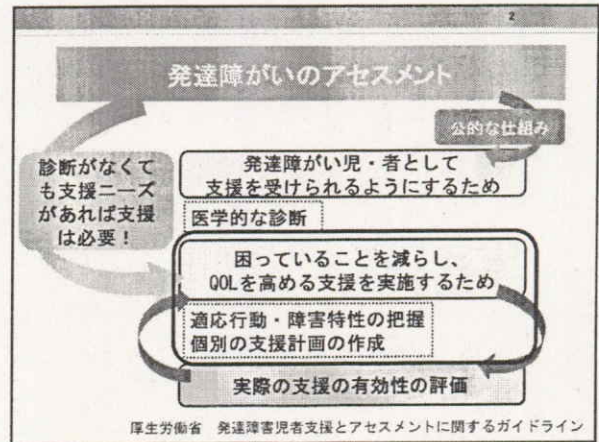 2
発達障がいのアセスメント
公的な仕組み
診断がなくて
も支援ニーズ
があれば支援
は必要！
発達障がい児・者として
支援を受けられるようにするため
医学的な診断
困っていることを減らし、
QOLを高める支援を実施するため
適応行動・障害特性の把握
個別の支援計画の作成
実際の支援の有効性の評価
厚生労働省　発達障害児者支援とアセスメントに関するガイドライン